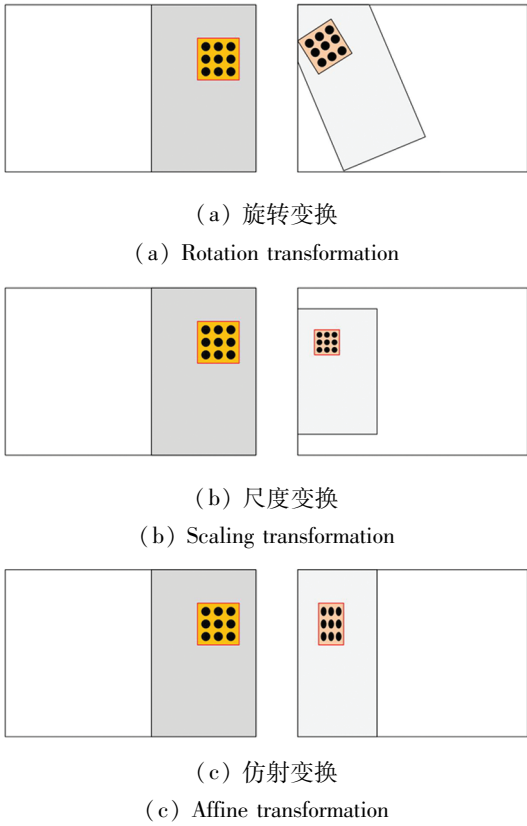 （a）旋转变换
（a）Rotation transformation
（b）尺度变换
（b）Scaling transformation
（c）仿射变换
（c）Affine transformation